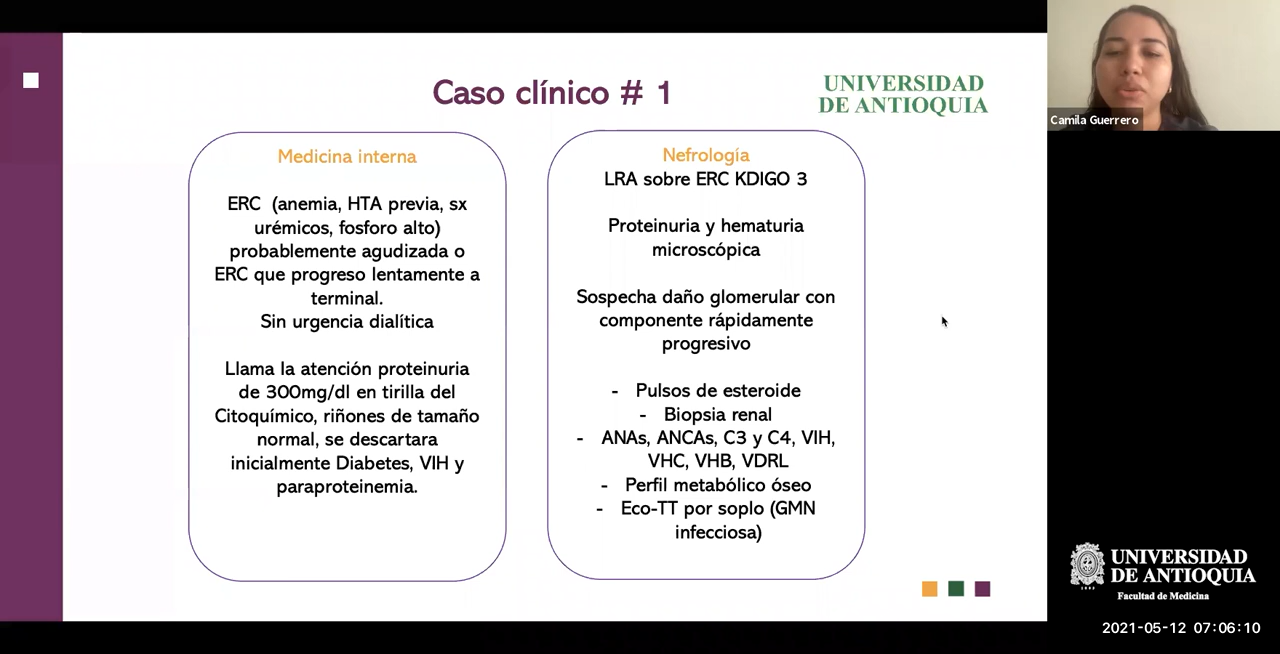 Caso clínico # 1
UNIVERSIDAD
DE ANTIOQUIA
Medicina interna
ERC (anemia, HTA previa, sx
urémicos, fosforo alto)
probablemente agudizada o
ERC que progreso lentamente a
terminal.
Sin urgencia dialítica
Llama la atención proteinuria
de 300mg/dl en tirilla del
Citoquímico, riñones de tamaño
normal, se descartara
inicialmente Diabetes, VIH y
paraproteinemia.
Nefrología
LRA sobre ERC KDIGO 3
Proteinuria y hematuria
microscópica
Sospecha daño glomerular con
componente rápidamente
progresivo
- Pulsos de esteroide
- Biopsia renal
- ANAs, ANCAs, C3 y C4, VIH,
VHC, VHB, VDRL
- Perfil metabólico óseo
- Eco-TT por soplo (GMN
infecciosa)
Camila Guerrero
UNIVERSIDAD
DE ANTIOQUIA
Facultad de Medicina
2021-05-12 07:06:10